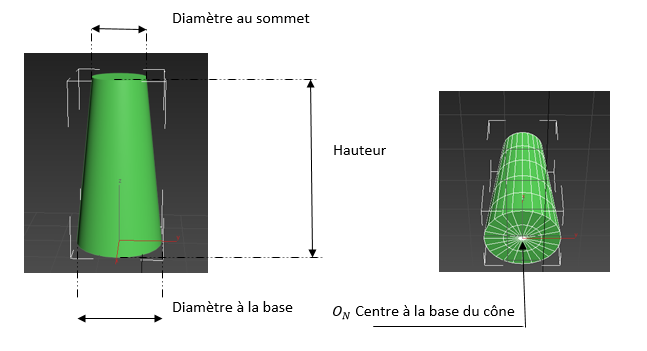 Diamètre au sommet
Hauteur
Diamètre à la base
O_N Centre à la base du cône